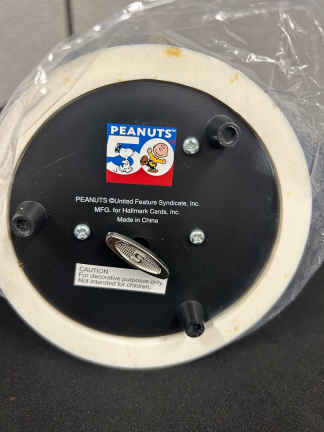 PEANUTS™
50
PEANUTS ©United Feature Syndicate, Inc.
MFG. for Hallmark Cards, Inc.
Made in China
CAUTION:
For decorative purposes only.
Not intended for children.